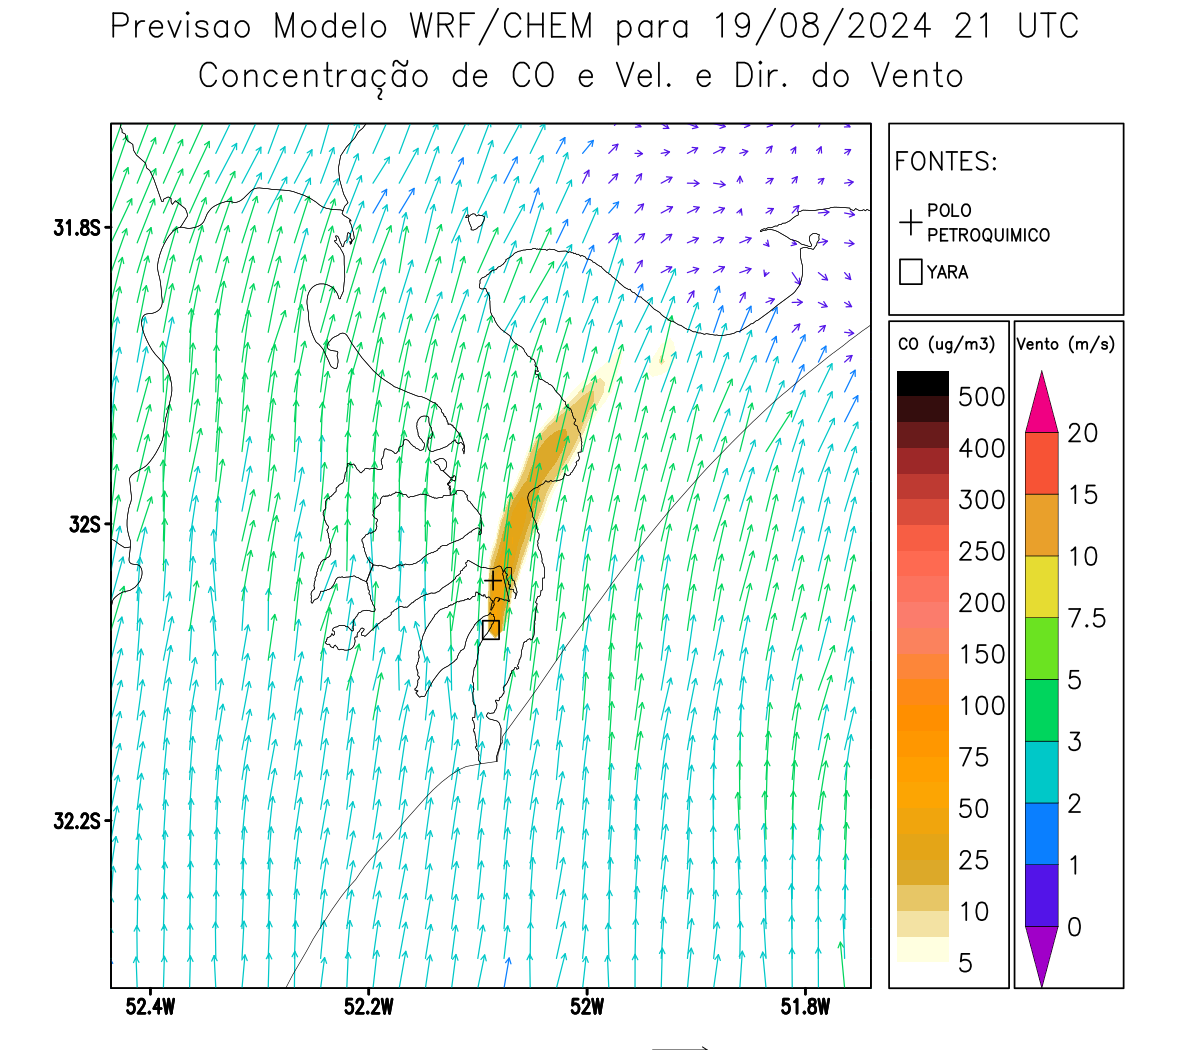 Previsao Modelo WRF/CHEM para 19/08/2024 21 UTC
Concentração de CO e Vel. e Dir. do Vento
FONTES:
POLO
PETROQUIMICO
YARA
CO (ug/m3)
500
400
300
250
200
150
100
75
50
25
10
5
Vento (m/s)
20
15
10
7.5
5
3
2
1
0
31.8S
32S
32.2S
52.4W
52.2W
52W
51.8W